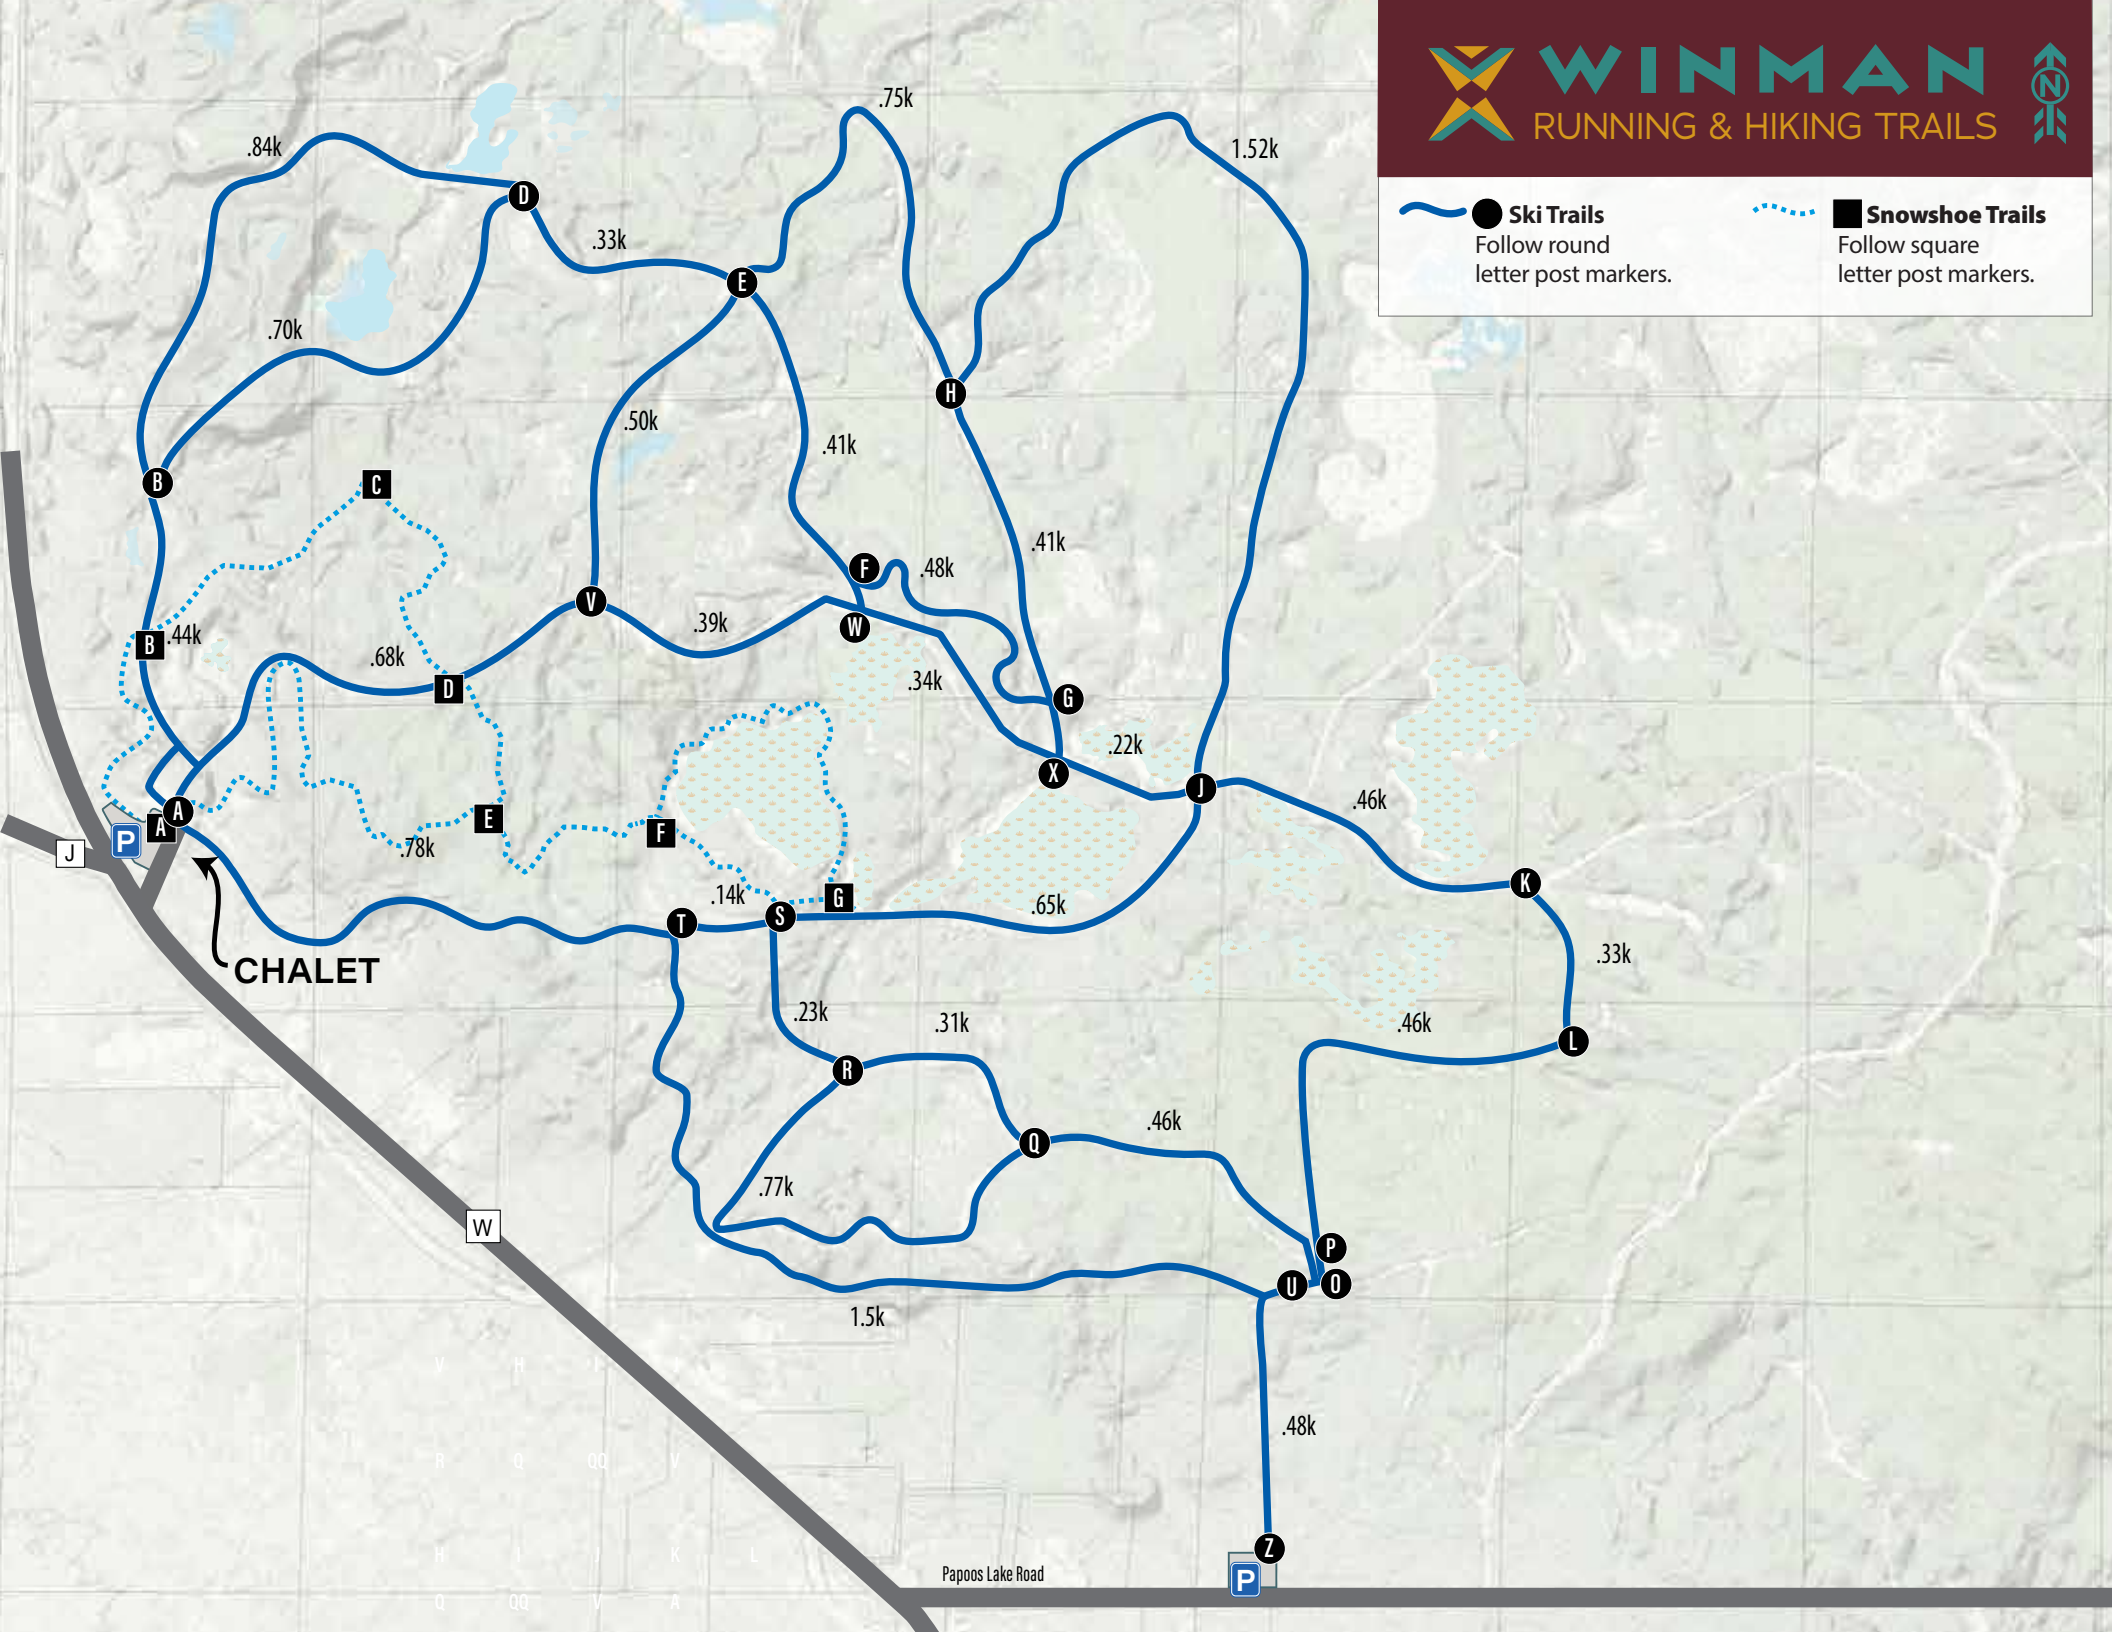 WINMAN
RUNNING & HIKING TRAILS
N
Ski Trails
Follow round
letter post markers.
Snowshoe Trails
Follow square
letter post markers.
.75k
.84k
1.52k
D
.33k
E
.70k
H
.50k
.41k
B
C
.41k
F
.48k
V
.39k
W
B
.44k
.68k
D
.34k
G
.22k
X
J
.46k
A
A
P
J
E
F
.78k
K
.14k
G
T
S
.65k
.33k
CHALET
.23k
.31k
.46k
L
R
Q
.46k
.77k
W
P
U
O
1.5k
V H I J
.48k
R Q QQ V
H I J K L
Z
P
Papoos Lake Road
Q QQ V A